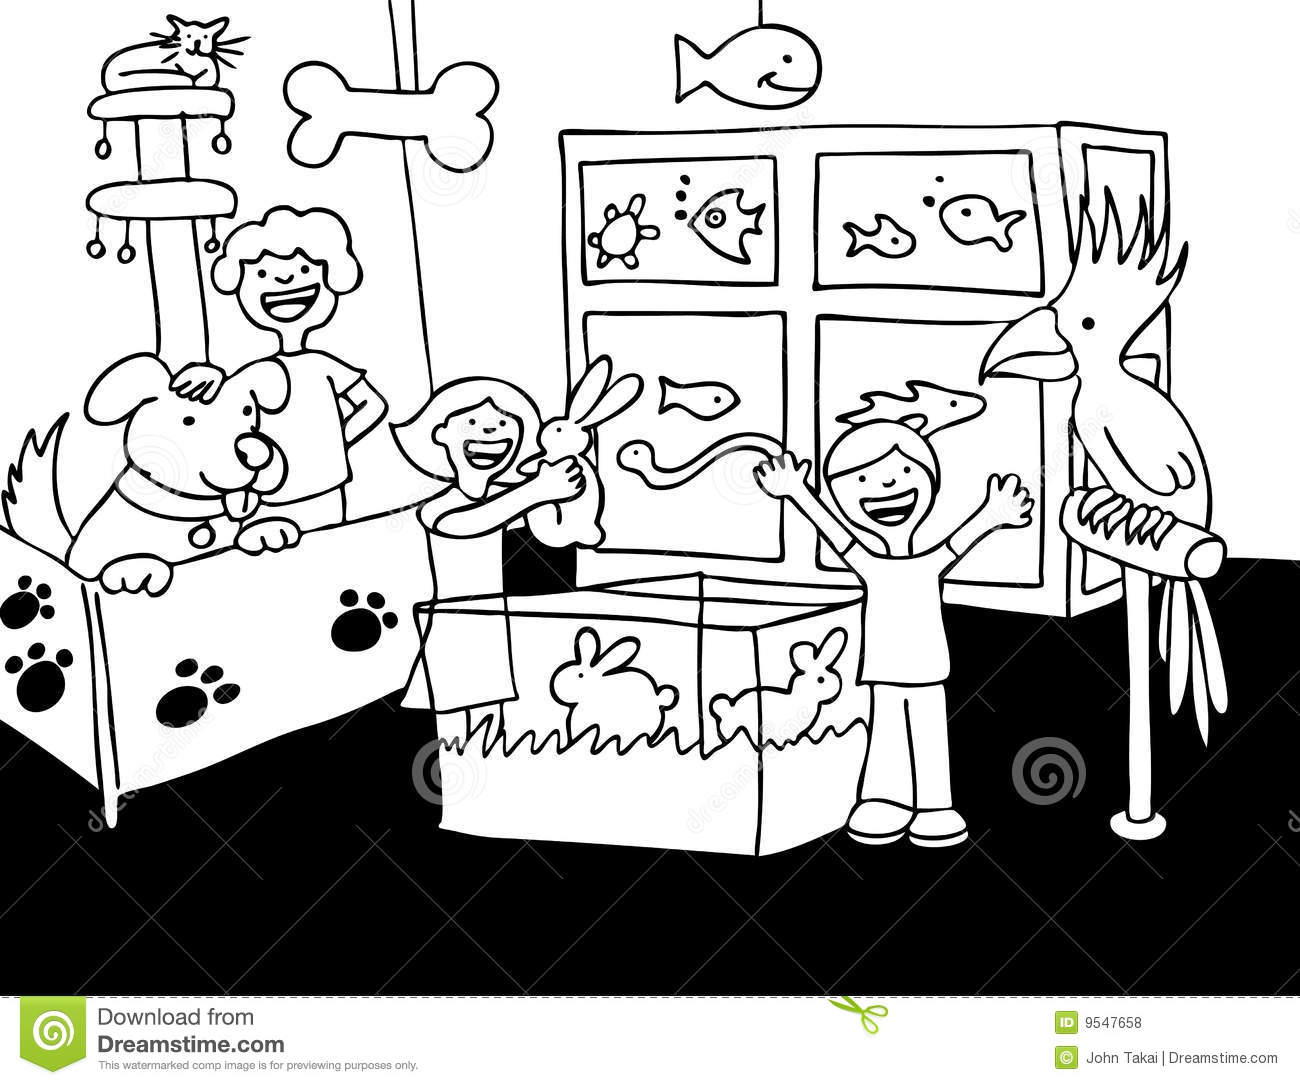 Download from
Dreamstime.com
This watermarked comp image is for previewing purposes only.
ID 9547658
© John Takai | Dreamstime.com